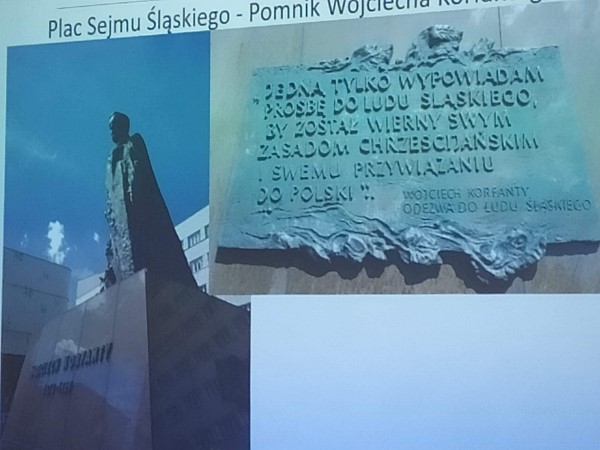 Plac Sejmu Śląskiego - Pomnik Wojciecha
"JEDNĄ TYLKO WYPOWIADAM
PROŚBĘ DO LUDU ŚLĄSKIEGO,
BY ZOSTAŁ WIERNY SWYM
ZASADOM CHRZEŚCIJAŃSKIM
I SWEMU PRZYWIĄZANIU
DO POLSKI".
WOJCIECH KORFANTY
ODEZWA DO LUDU ŚLĄSKIEGO
KORFANTY